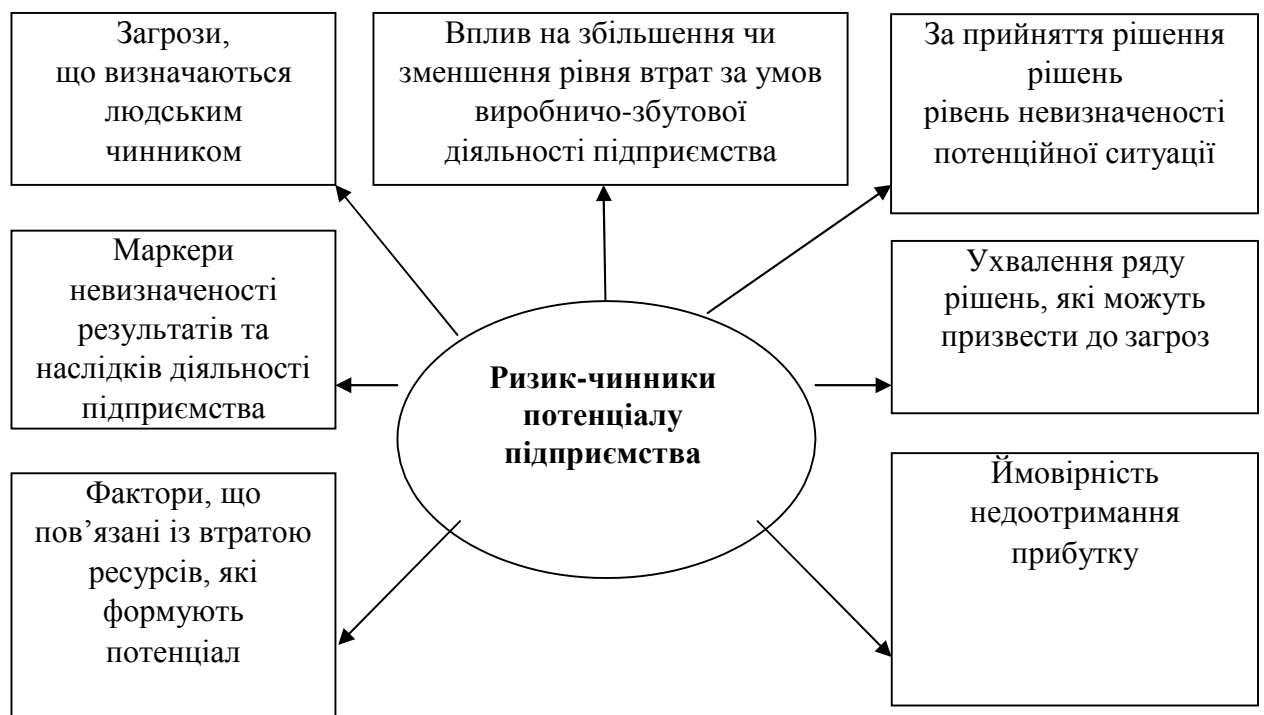 Загрози,
що визначаються
людським
чинником
Вплив на збільшення чи
зменшення рівня втрат за умов
виробничо-збутової
діяльності підприємства
За прийняття рішення
рішень
рівень невизначеності
потенційної ситуації
Маркери
невизначеності
результатів та
наслідків діяльності
підприємства
Ризик-чинники
потенціалу
підприємства
Ухвалення ряду
рішень, які можуть
призвести до загроз
Фактори, що
пов’язані із втратою
ресурсів, які
формують
потенціал
Ймовірність
недоотримання
прибутку